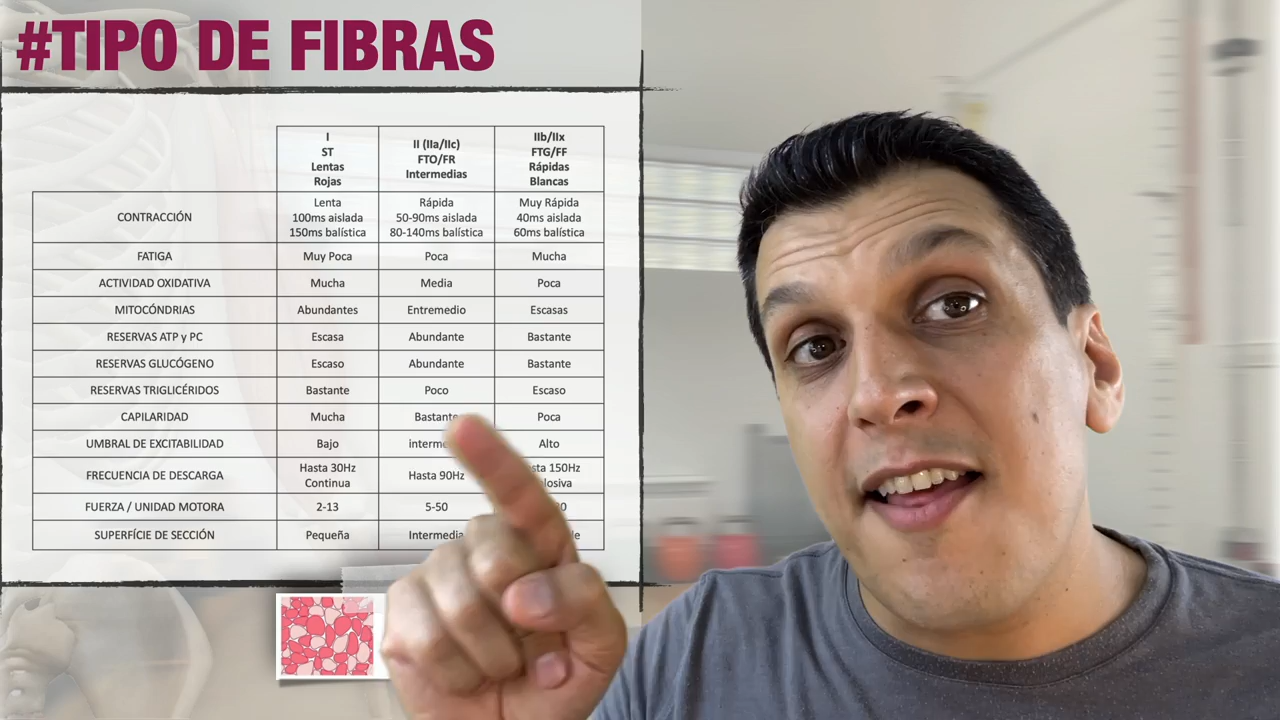 #TIPO DE FIBRAS
I
ST
Lentas
Rojas
II (IIa/IIc)
FTO/FR
Intermedias
IIb/IIx
FTG/FF
Rápidas
Blancas
CONTRACCIÓN
Lenta
100ms aislada
150ms balística
Rápida
50-90ms aislada
80-140ms balística
Muy Rápida
40ms aislada
60ms balística
FATIGA Muy Poca Poca Mucha
ACTIVIDAD OXIDATIVA Mucha Media Poca
MITOCÓNDRIAS Abundantes Entremedio Escasas
RESERVAS ATP y PC Escasa Abundante Bastante
RESERVAS GLUCÓGENO Escaso Abundante Bastante
RESERVAS TRIGLICÉRIDOS Bastante Poco Escaso
CAPILARIDAD Mucha Bastante Poca
UMBRAL DE EXCITABILIDAD Bajo Alto
FRECUENCIA DE DESCARGA
Hasta 30Hz
Continua
Hasta 90Hz
150Hz
FUERZA / UNIDAD MOTORA 2-13 5-50
SUPERFÍCIE DE SECCIÓN Pequeña Intermedia